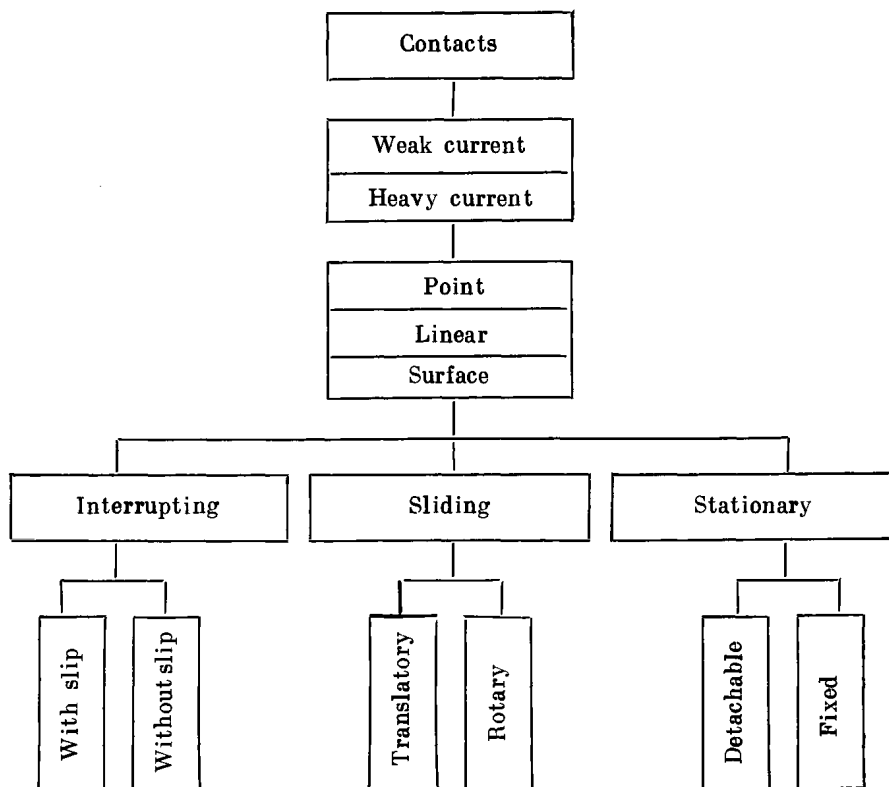 Contacts
Weak current
Heavy current
Point
Linear
Surface
Interrupting
Sliding
Stationary
With slip
Without slip
Translatory
Rotary
Detachable
Fixed